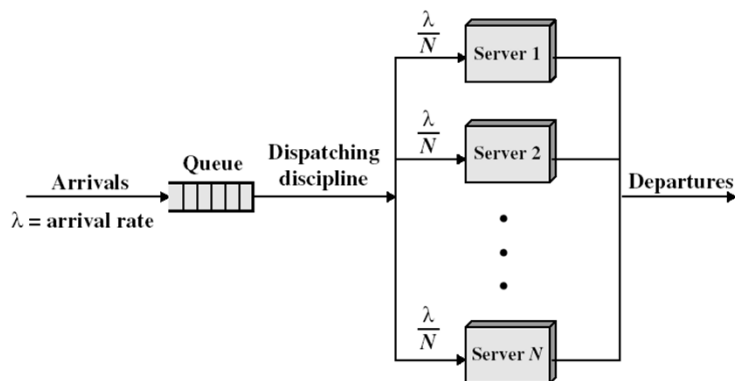 Arrivals
λ = arrival rate
Queue
Dispatching
discipline
λ
N
Server 1
λ
N
Server 2
λ
N
Server N
Departures